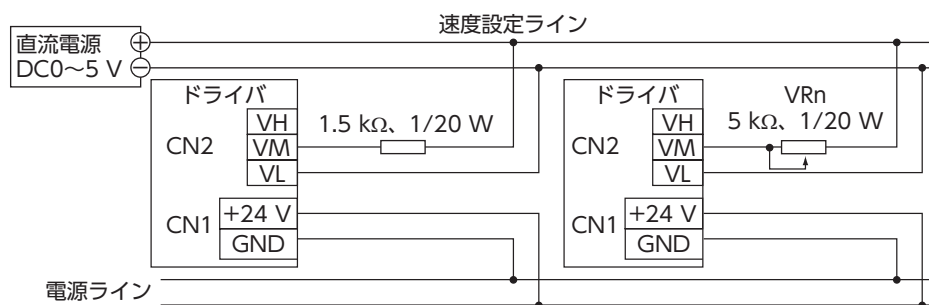 速度設定ライン
直流電源
DC0～5 V
＋
－
ドライバ
CN2
VH
VM
VL
1.5 kΩ、1/20 W
CN1
+24 V
GND
ドライバ
CN2
VH
VM
VL
VRn
5 kΩ、1/20 W
CN1
+24 V
GND
電源ライン